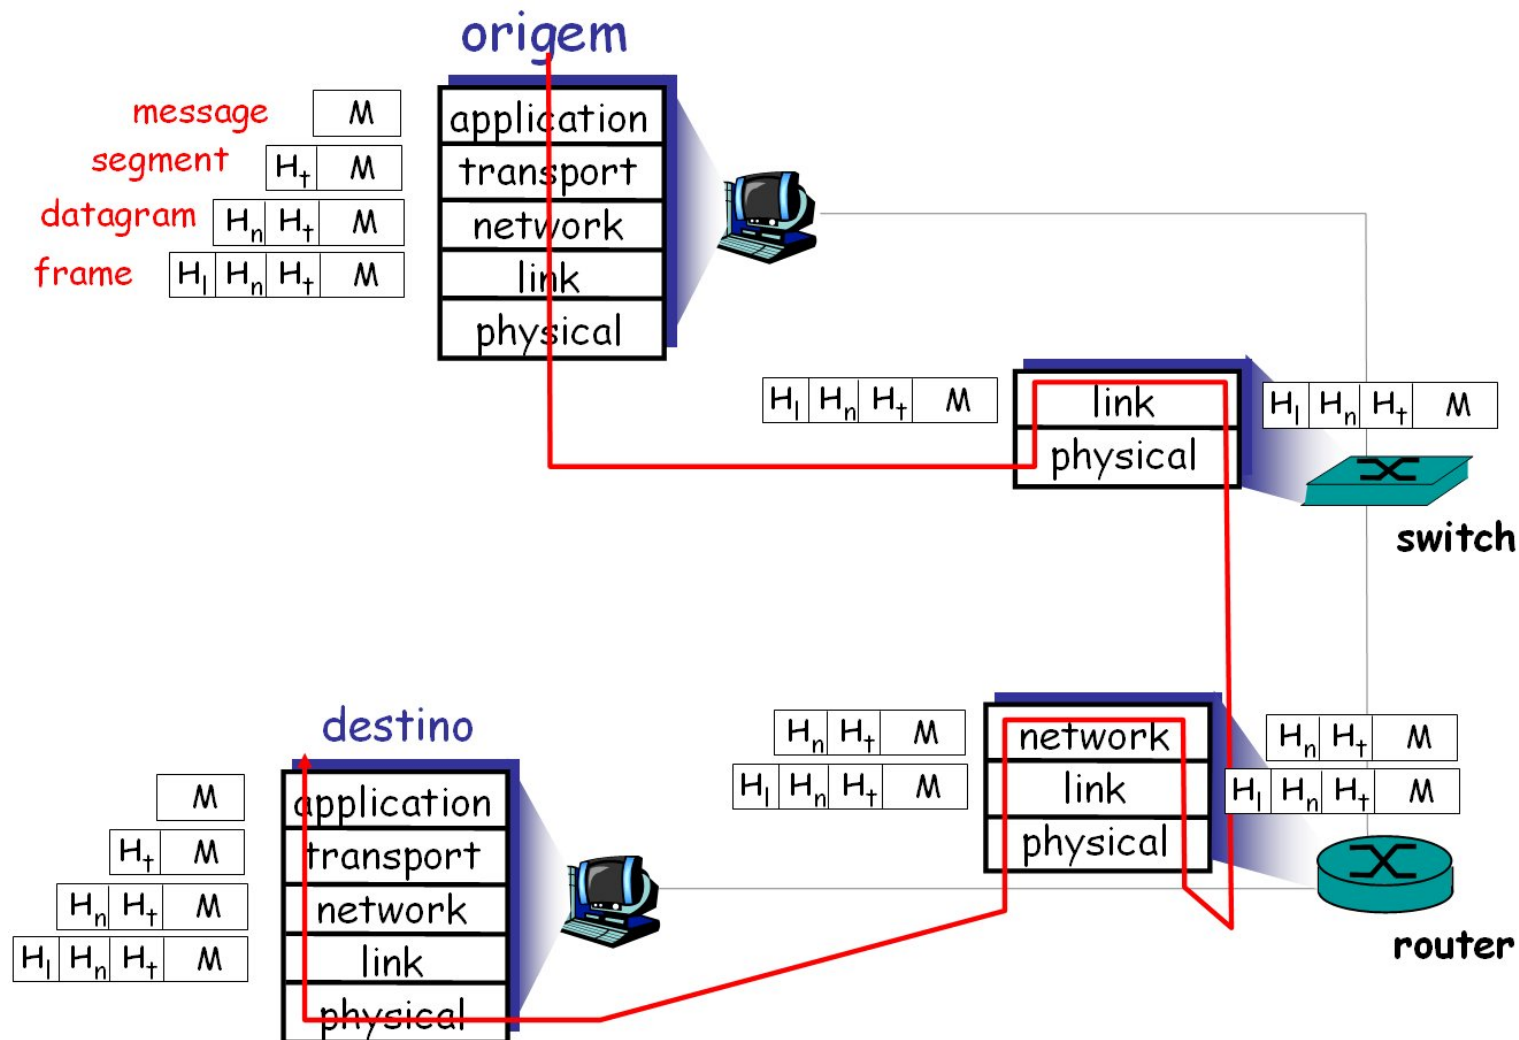 origem
message M
segment Ht M
datagram Hn Ht M
frame Hl Hn Ht M
application
transport
network
link
physical
Hl Hn Ht M
link
physical
Hl Hn Ht M
switch
destino
M
Ht M
Hn Ht M
Hl Hn Ht M
application
transport
network
link
physical
Hn Ht M
Hl Hn Ht M
network
link
physical
Hn Ht M
Hl Hn Ht M
router